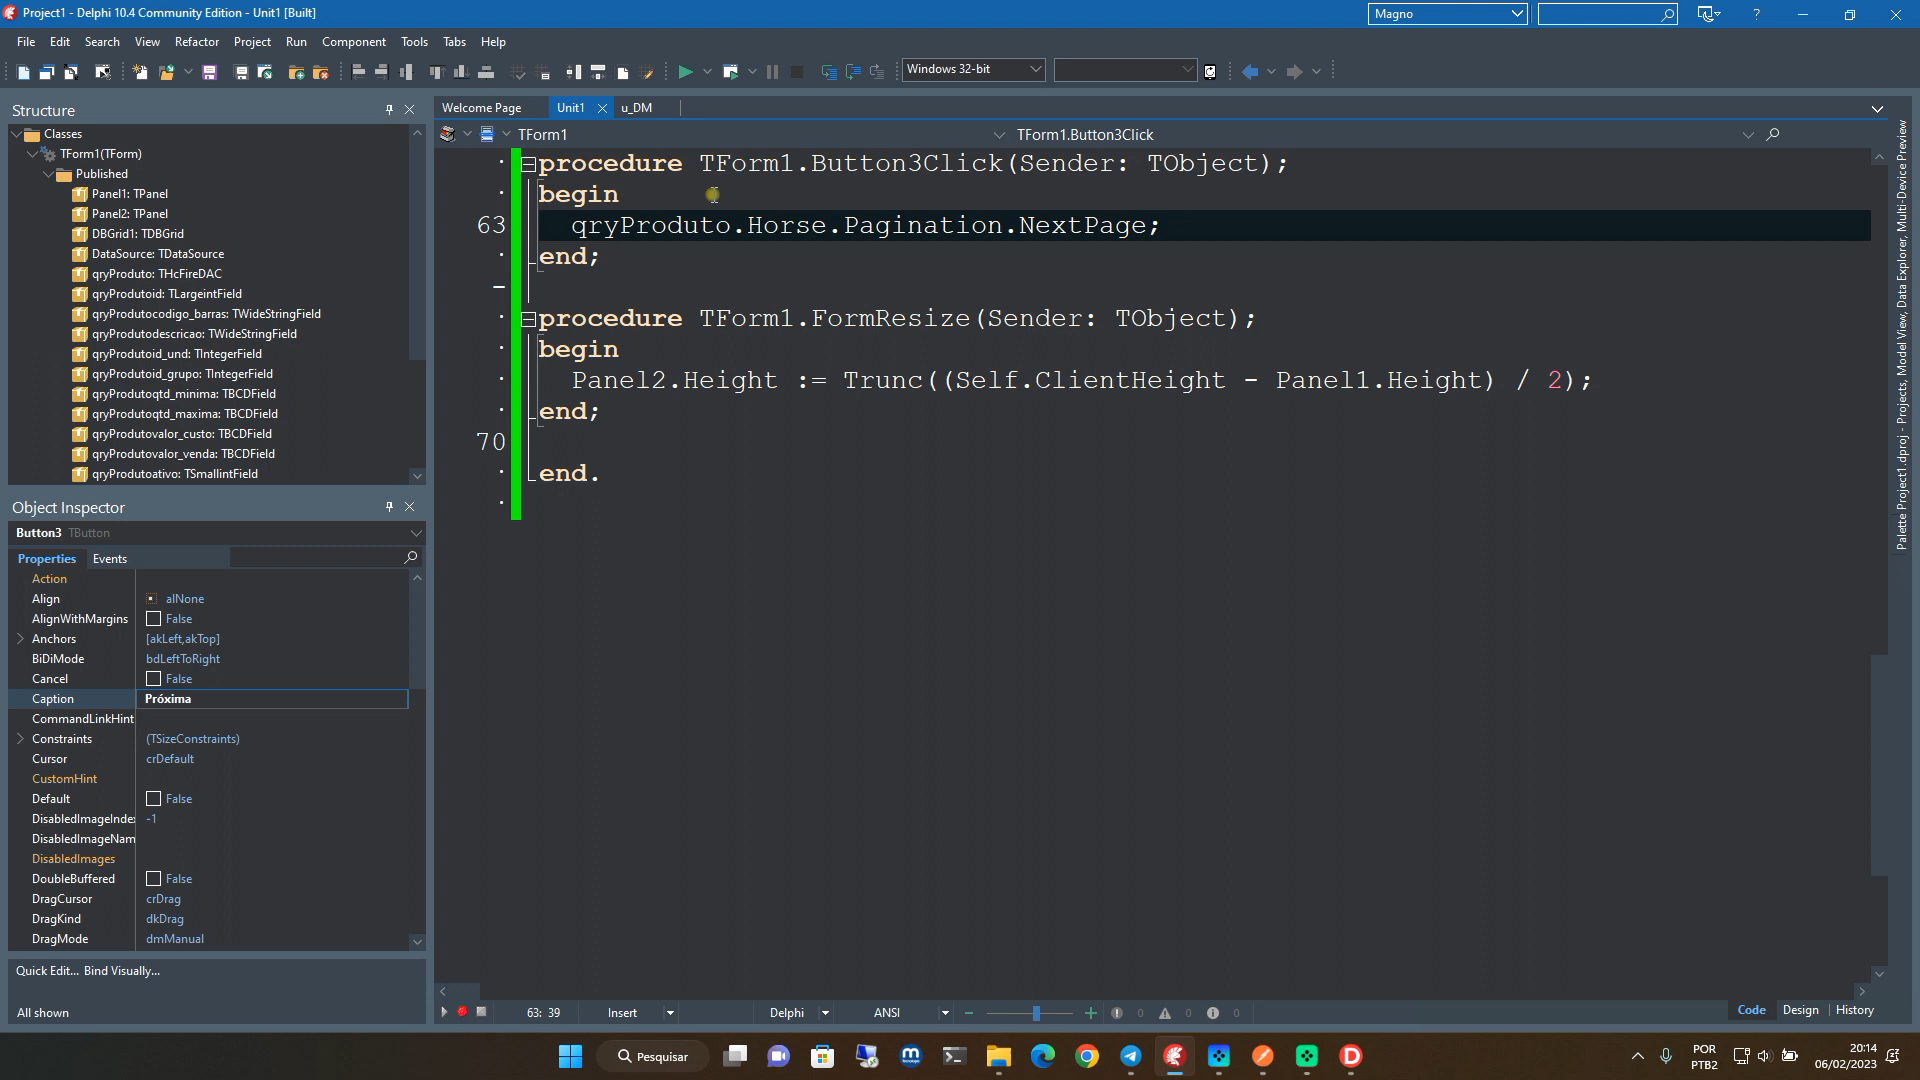 Project1 - Delphi 10.4 Community Edition - Unit1 [Built]
Magno
File Edit Search View Refactor Project Run Component Tools Tabs Help
Windows 32-bit
Structure
Classes
TForm1(TForm)
Published
Panel1: TPanel
Panel2: TPanel
DBGrid1: TDBGrid
DataSource: TDataSource
qryProduto: THcFireDAC
qryProdutoid: TLargeintField
qryProdutocodigo_barras: TWideStringField
qryProdutodescricao: TWideStringField
qryProdutoid_und: TIntegerField
qryProdutoid_grupo: TIntegerField
qryProdutoqtd_minima: TBCDField
qryProdutoqtd_maxima: TBCDField
qryProdutovalor_custo: TBCDField
qryProdutovalor_venda: TBCDField
qryProdutoativo: TSmallintField
Object Inspector
Button3 TButton
Properties Events
Action
Align alNone
AlignWithMargins False
Anchors [akLeft,akTop]
BiDiMode bdLeftToRight
Cancel False
Caption Próxima
CommandLinkHint
Constraints (TSizeConstraints)
Cursor crDefault
CustomHint
Default False
DisabledImageIndex -1
DisabledImageNam
DisabledImages
DoubleBuffered False
DragCursor crDrag
DragKind dkDrag
DragMode dmManual
Quick Edit... Bind Visually...
All shown
Welcome Page Unit1 u_DM
TForm1 TForm1.Button3Click
procedure TForm1.Button3Click(Sender: TObject);
begin
63 qryProduto.Horse.Pagination.NextPage;
end;
procedure TForm1.FormResize(Sender: TObject);
begin
Panel2.Height := Trunc((Self.ClientHeight - Panel1.Height) / 2);
end;
70
end.
63: 39 Insert Delphi ANSI 0 0 0 Code Design History
Palette Project1.dproj - Projects, Model View, Data Explorer, Multi-Device Preview
Pesquisar
POR
PTB2
20:14
06/02/2023